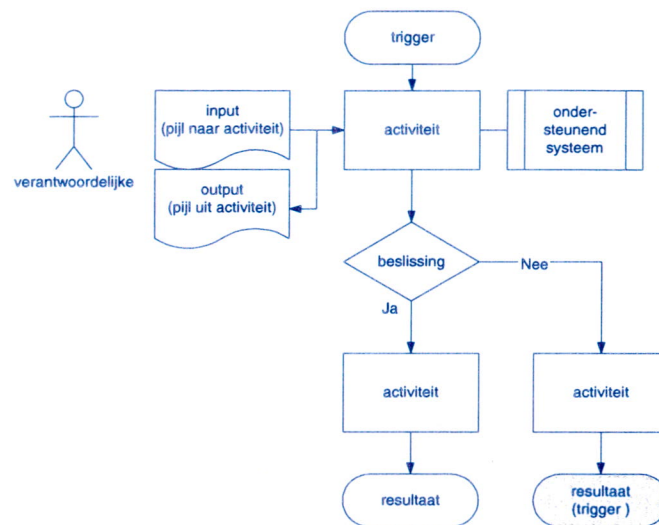 trigger
input
(pijl naar activiteit)
activiteit
onder-
steunend
systeem
verantwoordelijke
output
(pijl uit activiteit)
beslissing
Nee
Ja
activiteit
activiteit
resultaat
resultaat
(trigger )